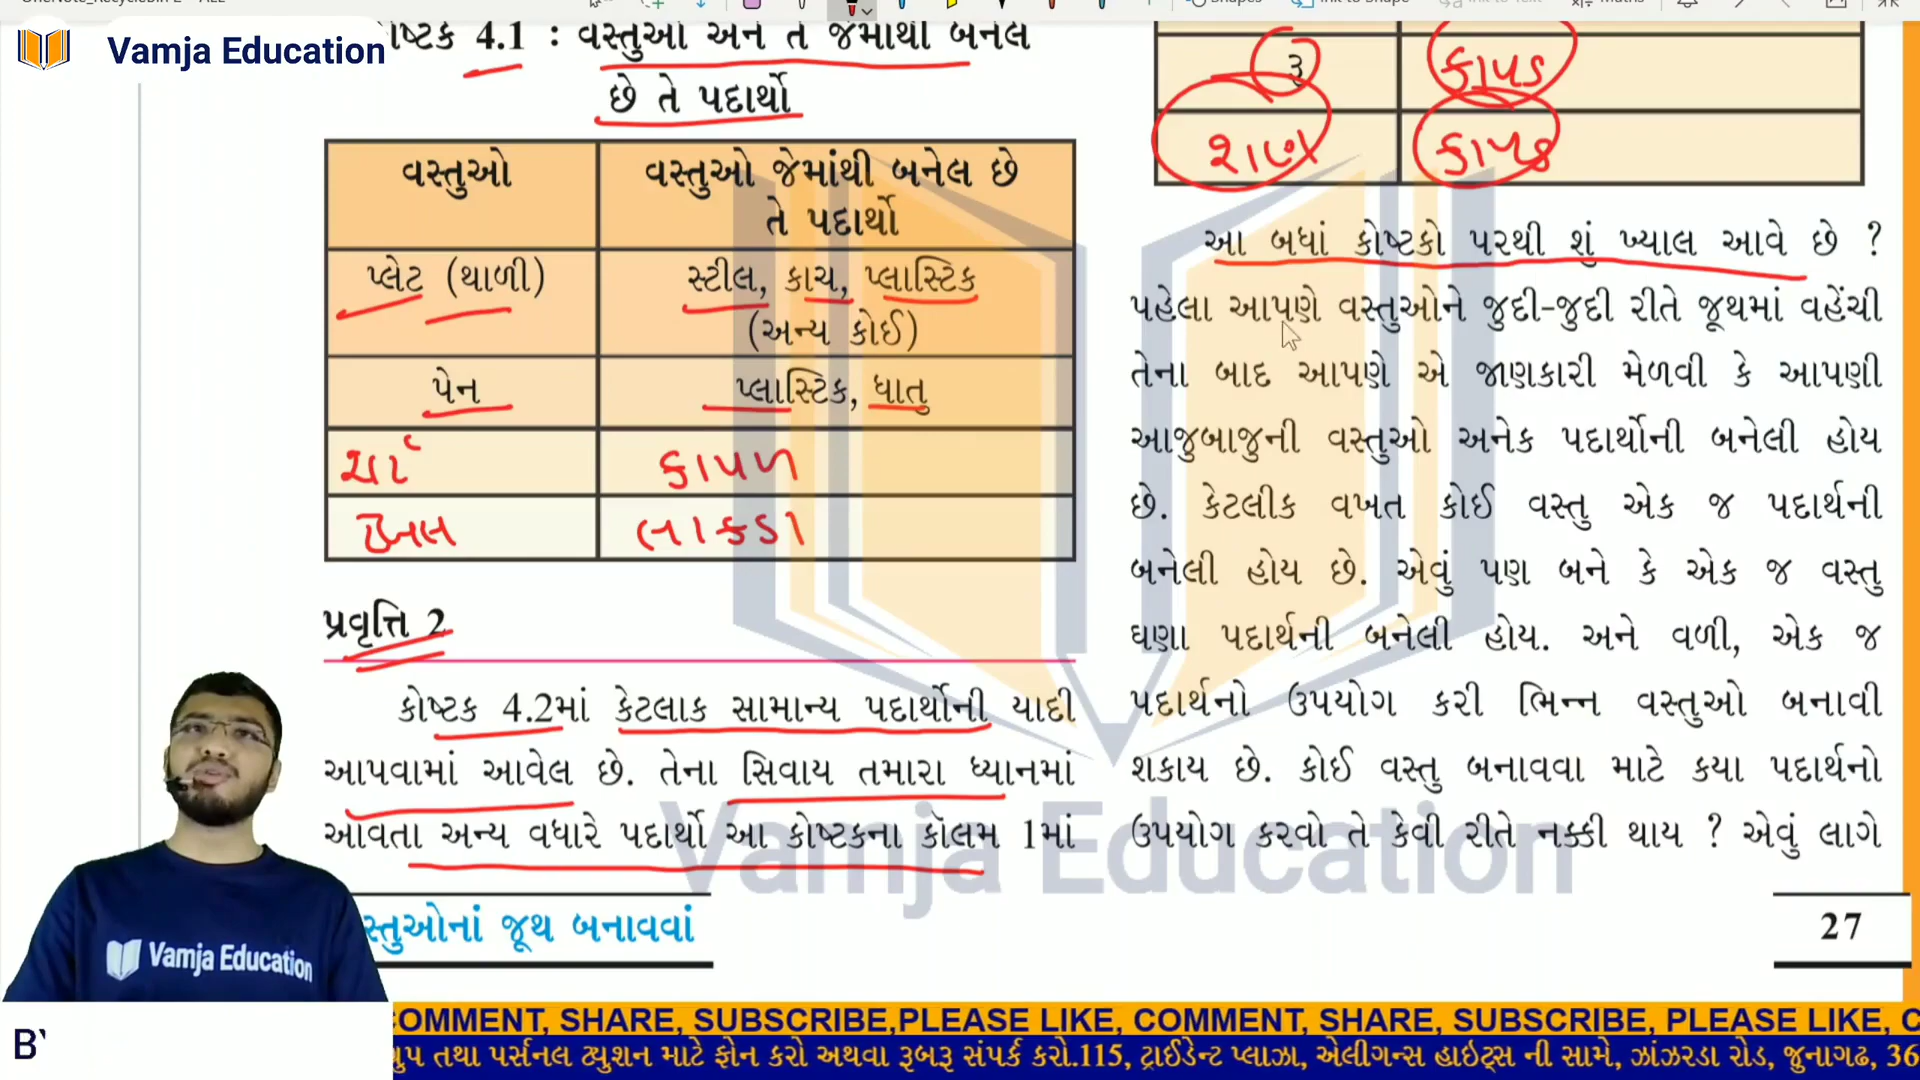 Vamja Education
કોષ્ટક 4.1 : વસ્તુઓ અને તે જેમાંથી બનેલ
છે તે પદાર્થો
વસ્તુઓ
વસ્તુઓ જેમાંથી બનેલ છે
તે પદાર્થો
પ્લેટ (થાળી)
સ્ટીલ, કાચ, પ્લાસ્ટિક
(અન્ય કોઈ)
પેન
પ્લાસ્ટિક, ધાતુ
કાપળ
લાકડા
પ્રવૃત્તિ 2
કોષ્ટક 4.2માં કેટલાક સામાન્ય પદાર્થોની યાદી
આપવામાં આવેલ છે. તેના સિવાય તમારા ધ્યાનમાં
આવતા અન્ય વધારે પદાર્થો આ કોષ્ટકના કૉલમ 1માં
સ્તુઓનાં જૂથ બનાવવાં
રૂ
કાપડ
શણ
કાપડ
આ બધાં કોષ્ટકો પરથી શું ખ્યાલ આવે છે ?
પહેલા આપણે વસ્તુઓને જુદી-જુદી રીતે જૂથમાં વહેંચી
તેના બાદ આપણે એ જાણકારી મેળવી કે આપણી
આજુબાજુની વસ્તુઓ અનેક પદાર્થોની બનેલી હોય
છે. કેટલીક વખત કોઈ વસ્તુ એક જ પદાર્થની
બનેલી હોય છે. એવું પણ બને કે એક જ વસ્તુ
ઘણા પદાર્થની બનેલી હોય. અને વળી, એક જ
પદાર્થનો ઉપયોગ કરી ભિન્ન વસ્તુઓ બનાવી
શકાય છે. કોઈ વસ્તુ બનાવવા માટે કયા પદાર્થનો
ઉપયોગ કરવો તે કેવી રીતે નક્કી થાય ? એવું લાગે
27
Vamja Education
Vamja Education
COMMENT, SHARE, SUBSCRIBE,PLEASE LIKE, COMMENT, SHARE, SUBSCRIBE, PLEASE LIKE, C
ગ્રુપ તથા પર્સનલ ટ્યુશન માટે ફોન કરો અથવા રૂબરૂ સંપર્ક કરો.115, ટ્રાઈડેન્ટ પ્લાઝા, એલીગન્સ હાઇટ્સ ની સામે, ઝાંઝરડા રોડ, જુનાગઢ, 36